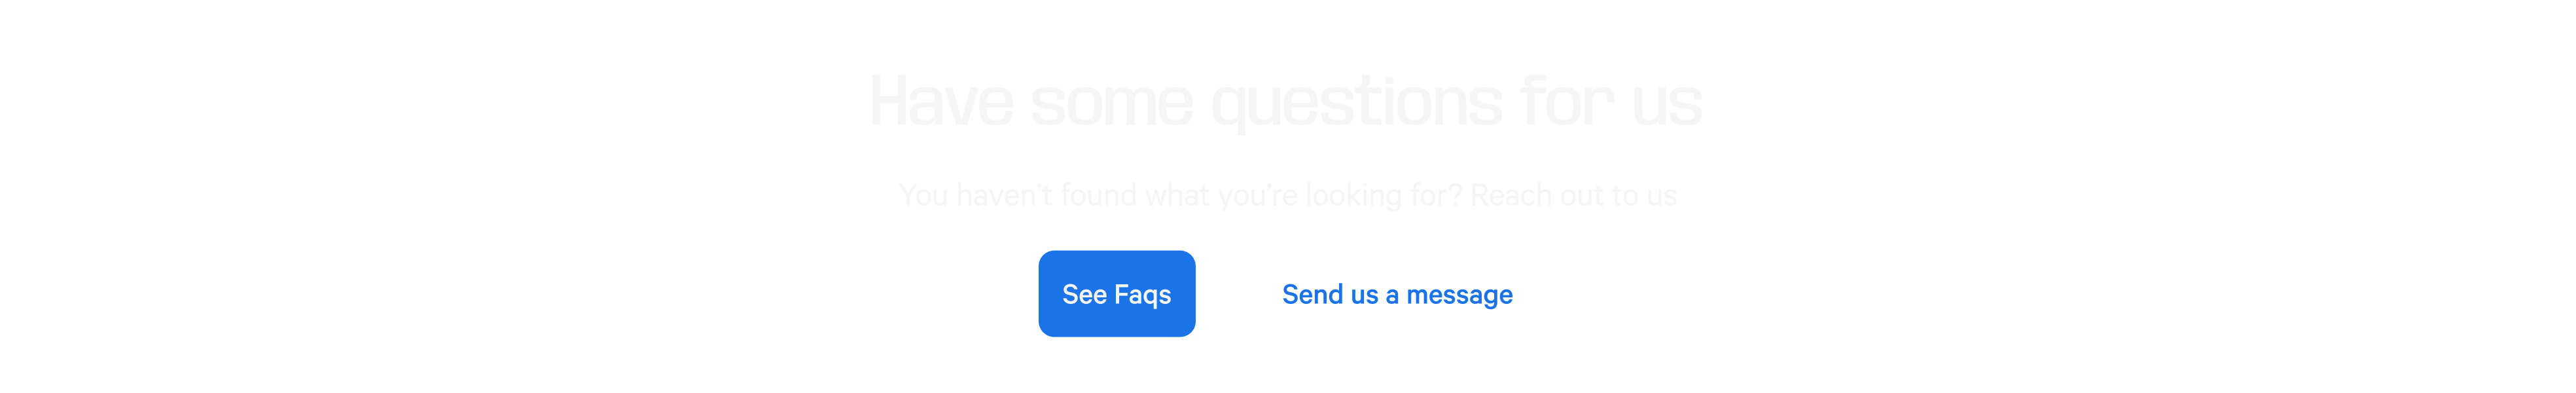 Have some questions for us
You haven’t found what you’re looking for? Reach out to us
See Faqs
Send us a message